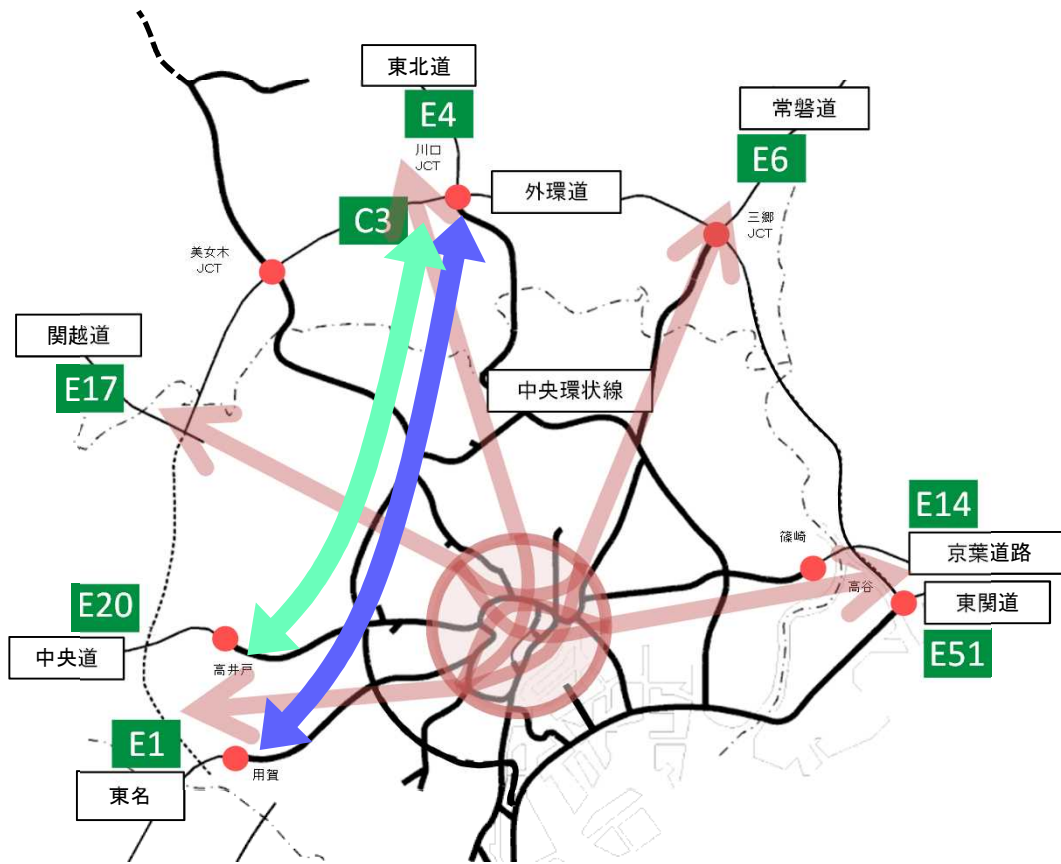 東北道
E4
川口
JCT
常磐道
E6
外環道
C3
三郷
JCT
美女木
JCT
関越道
E17
中央環状線
E14
篠崎
京葉道路
高谷
E20
東関道
中央道
高井戸
E51
E1
用賀
東名